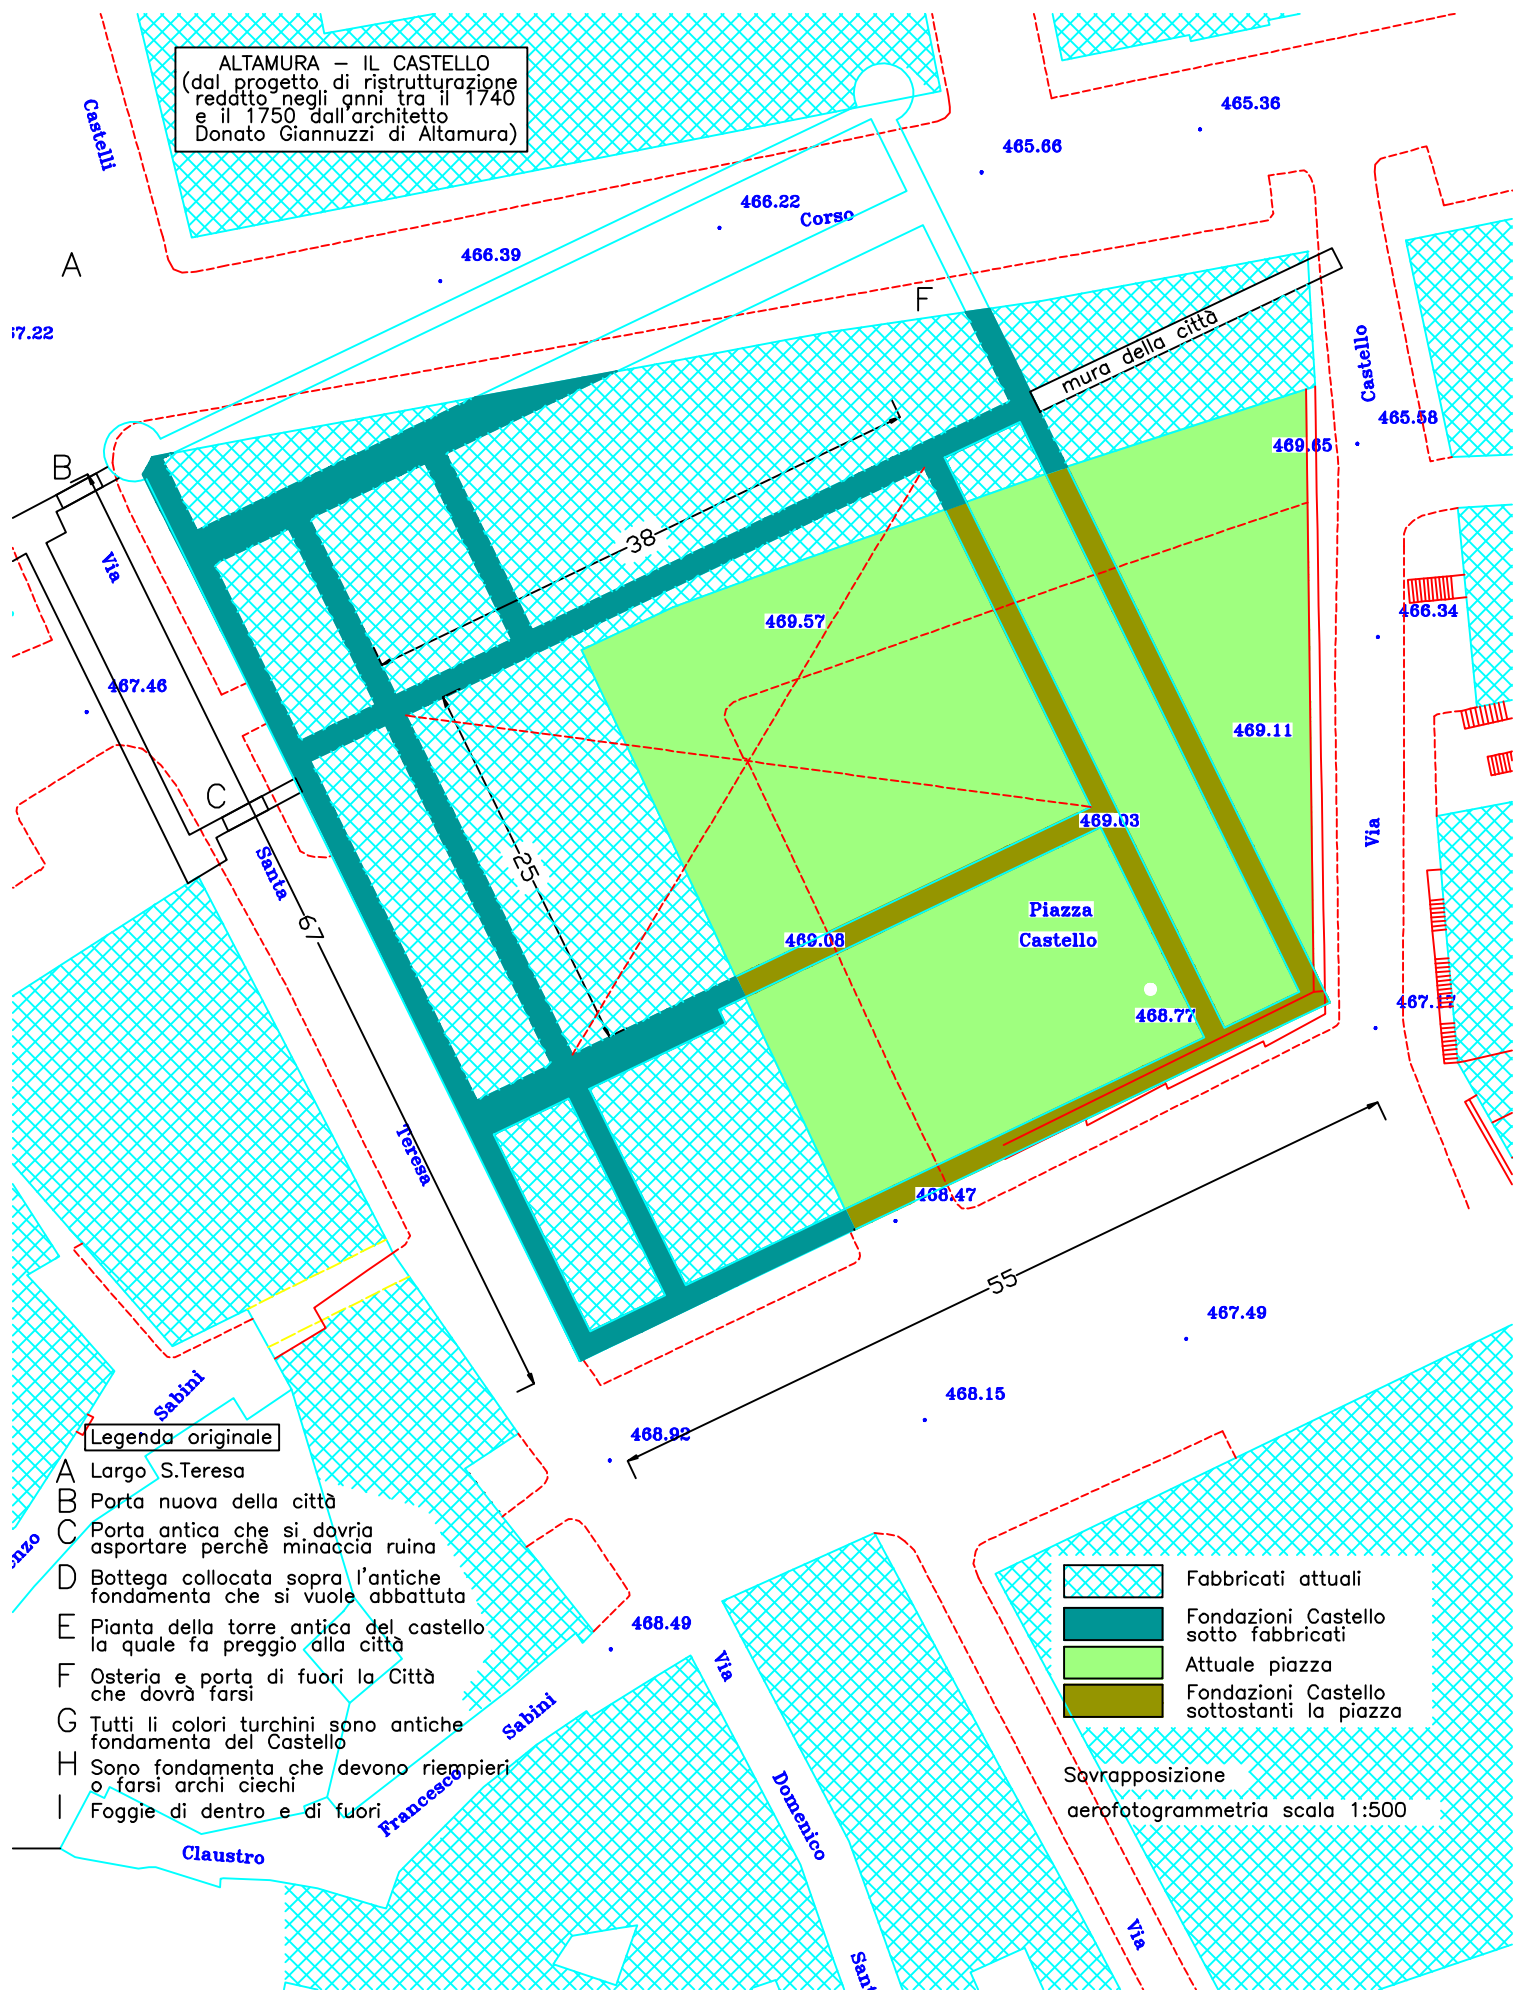 ALTAMURA – IL CASTELLO
(dal progetto di ristrutturazione
redatto negli anni tra il 1740
e il 1750 dall'architetto
Donato Giannuzzi di Altamura)
Castelli
465.36
465.66
466.22
Corso
466.39
A
F
mura della città
Castello
465.58
469.65
B
38
Via
469.57
466.34
467.46
469.11
C
469.03
Via
25
Santa
67
Piazza
Castello
469.08
468.77
Teresa
468.47
55
467.49
Sabini
468.15
468.92
Legenda originale
A Largo S.Teresa
B Porta nuova della città
C Porta antica che si dovria
asportare perchè minaccia ruina
D Bottega collocata sopra l'antiche
fondamenta che si vuole abbattuta
E Pianta della torre antica del castello
la quale fa preggio alla città
F Osteria e porta di fuori la Città
che dovrà farsi
G Tutti li colori turchini sono antiche
fondamenta del Castello
H Sono fondamenta che devono riempieri
o farsi archi ciechi
I Foggie di dentro e di fuori
Fabbricati attuali
Fondazioni Castello
sotto fabbricati
Attuale piazza
Fondazioni Castello
sottostanti la piazza
468.49
Via
Sabini
Francesco
Sovrapposizione
aerofotogrammetria scala 1:500
Claustro
Domenico
Via